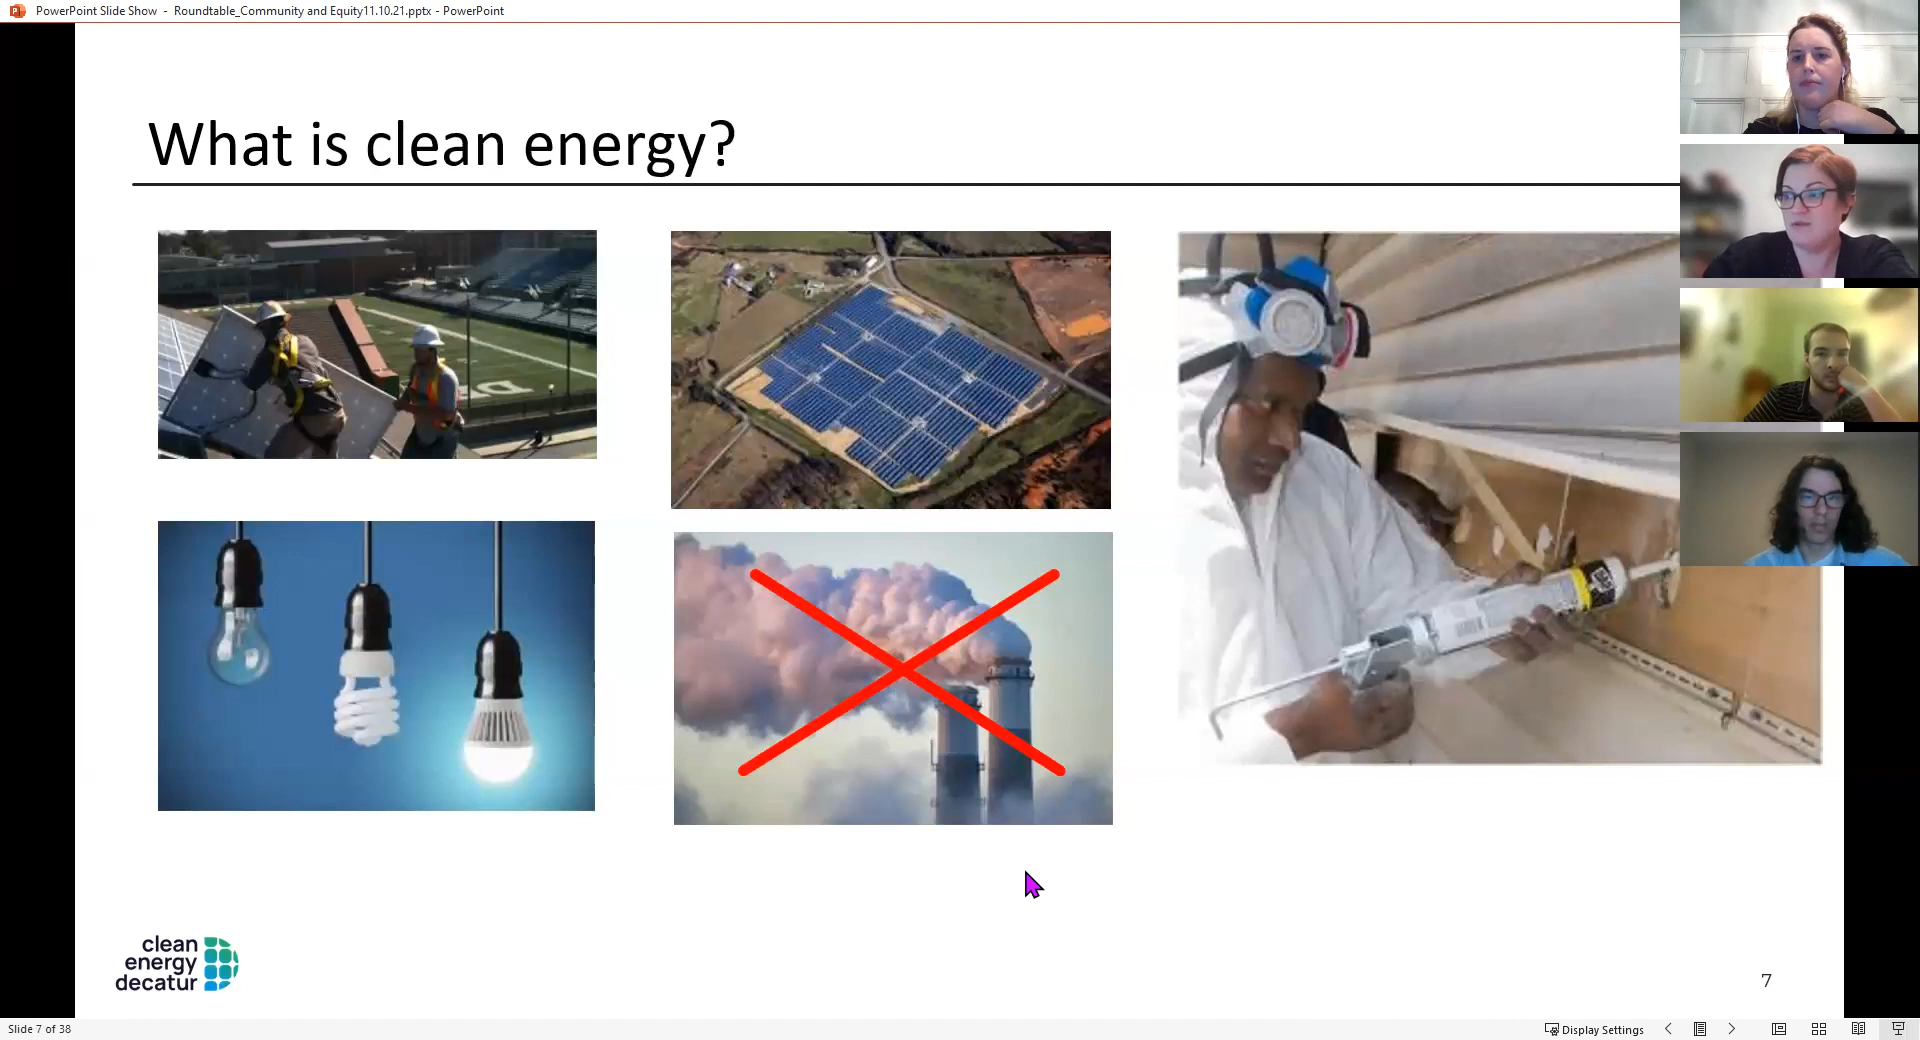 PowerPoint Slide Show - Roundtable_Community and Equity11.10.21.pptx - PowerPoint
What is clean energy?
clean
energy
decatur
7
Slide 7 of 38
Display Settings